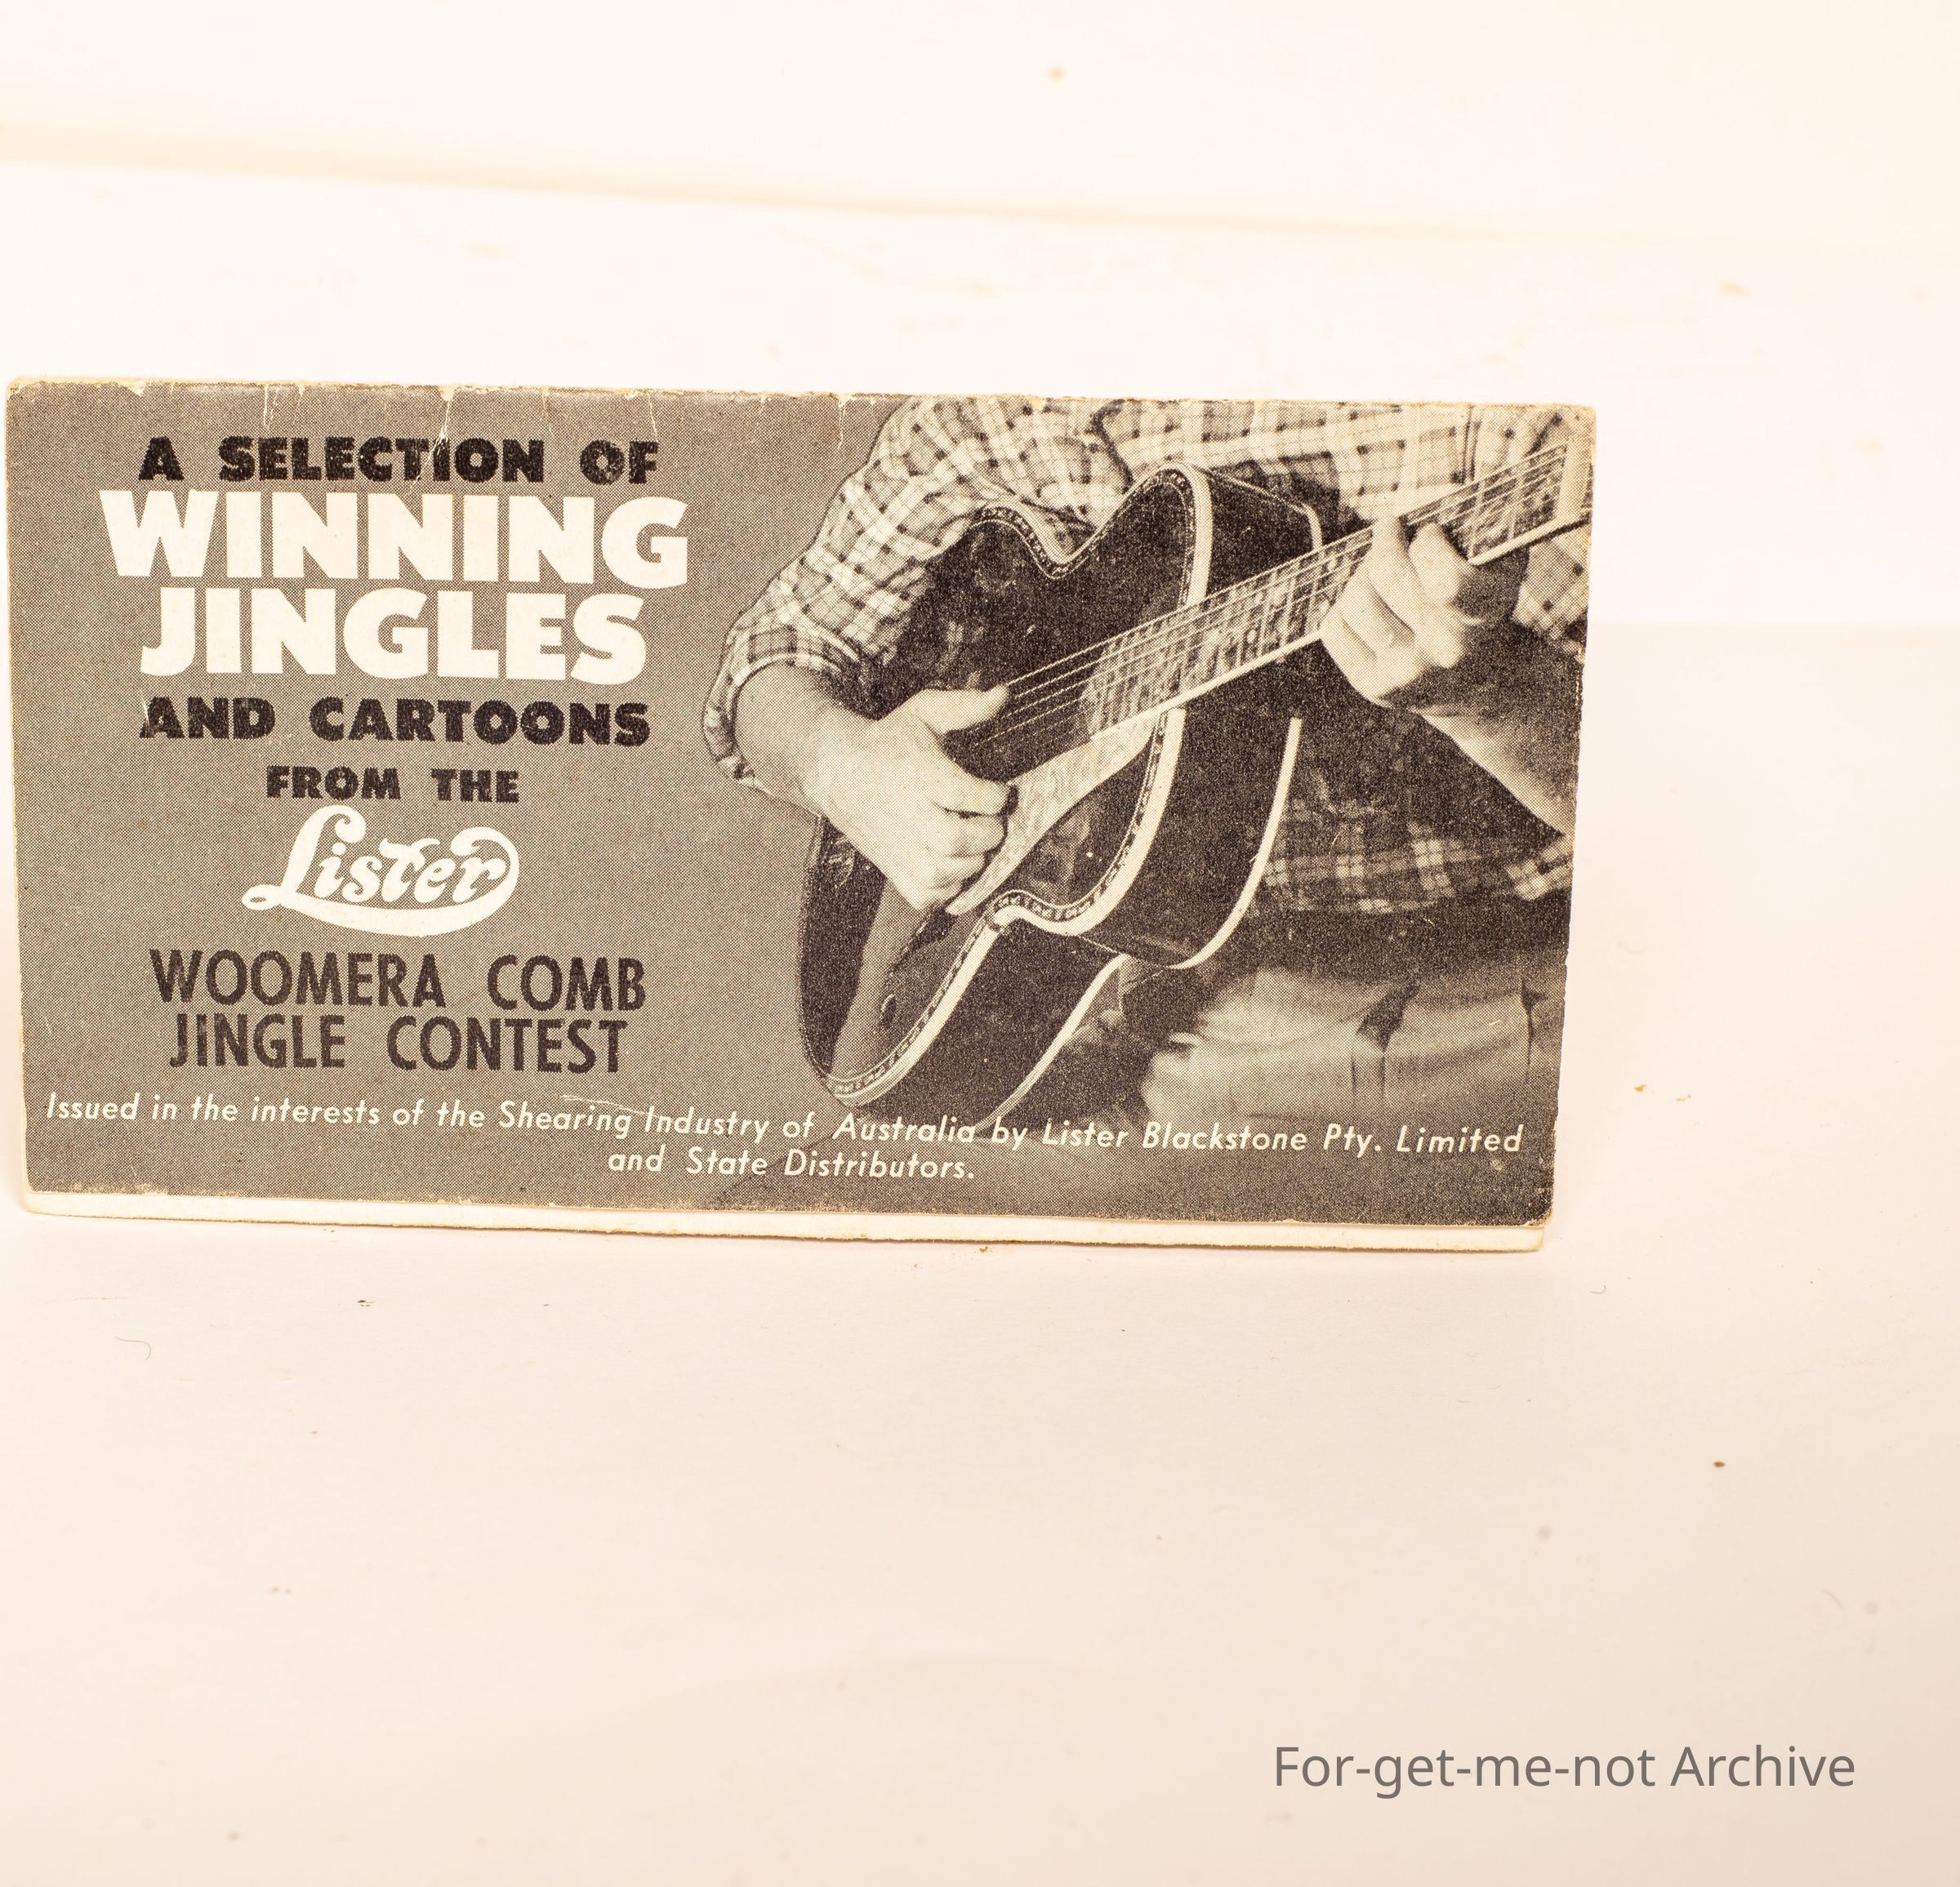 A SELECTION OF
WINNING
JINGLES
AND CARTOONS
FROM THE
Lister
WOOMERA COMB
JINGLE CONTEST
Issued in the interests of the Shearing Industry of Australia by Lister Blackstone Pty. Limited
and State Distributors.
For-get-me-not Archive